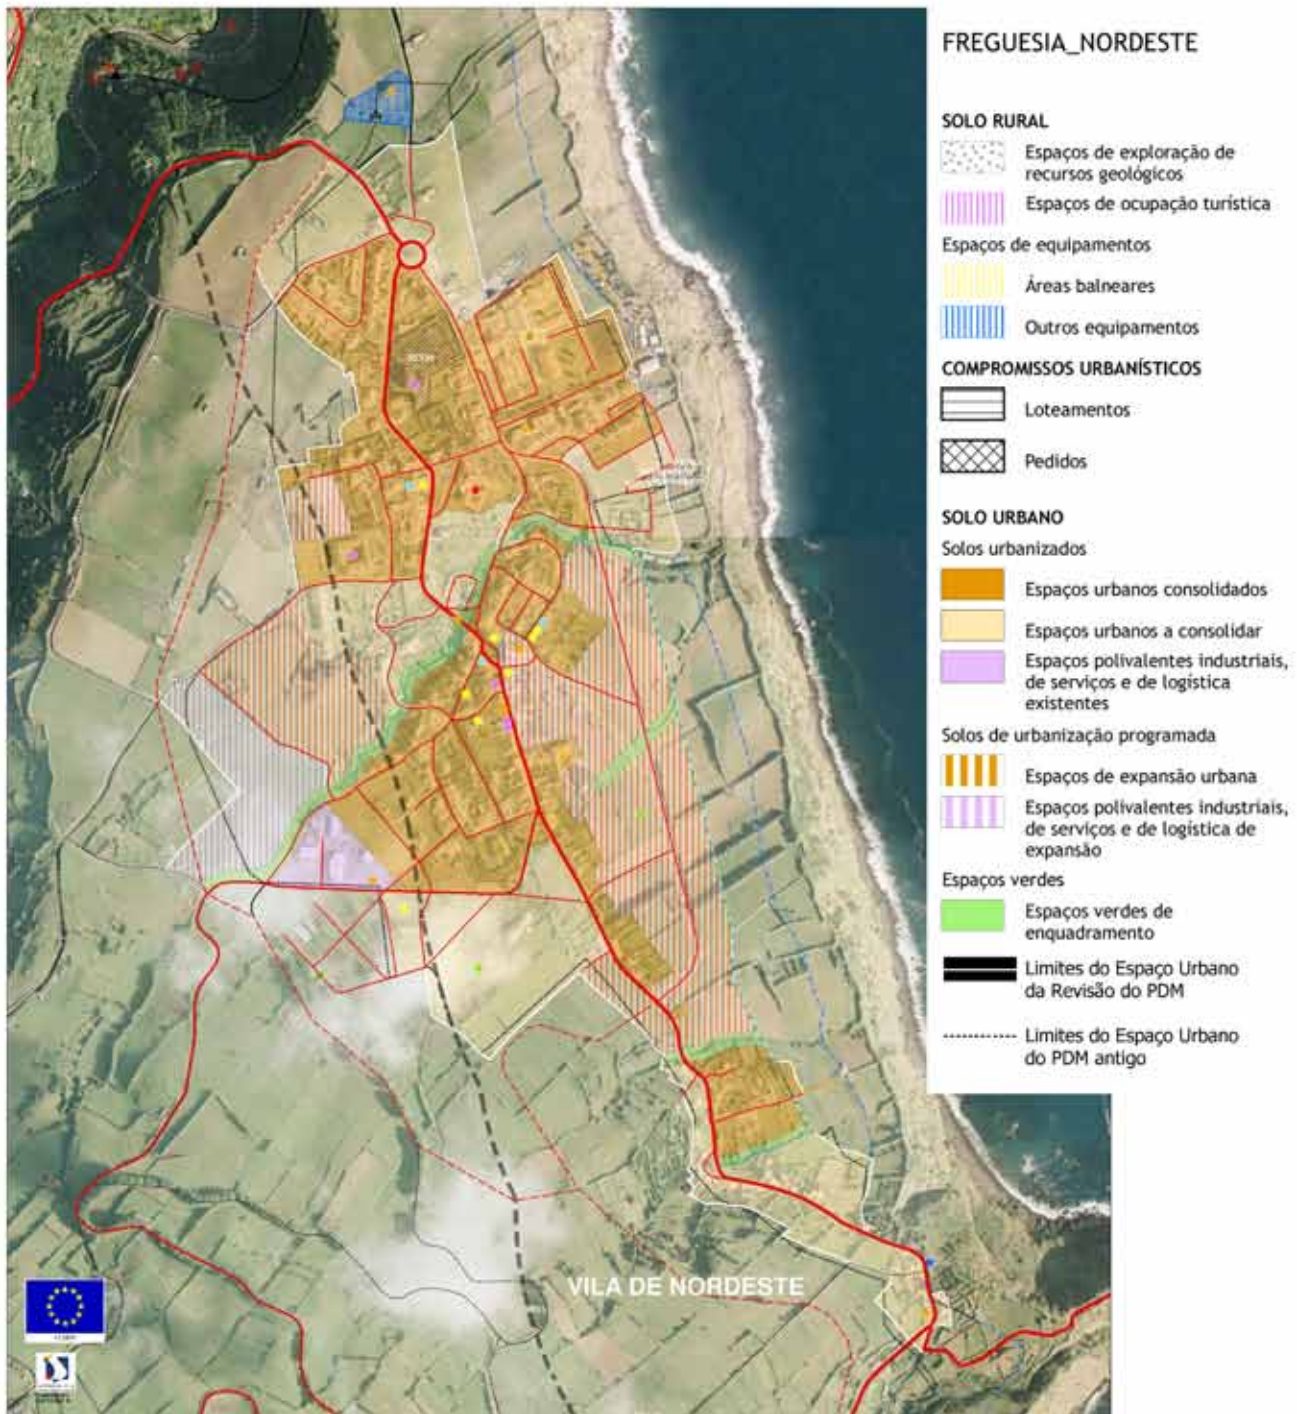 FREGUESIA_NORDESTE
SOLO RURAL
Espaços de exploração de
recursos geológicos
Espaços de ocupação turística
Espaços de equipamentos
Áreas balneares
Outros equipamentos
COMPROMISSOS URBANÍSTICOS
Loteamentos
Pedidos
SOLO URBANO
Solos urbanizados
Espaços urbanos consolidados
Espaços urbanos a consolidar
Espaços polivalentes industriais,
de serviços e de logística
existentes
Solos de urbanização programada
Espaços de expansão urbana
Espaços polivalentes industriais,
de serviços e de logística de
expansão
Espaços verdes
Espaços verdes de
enquadramento
Limites do Espaço Urbano
da Revisão do PDM
Limites do Espaço Urbano
do PDM antigo
VILA DE NORDESTE